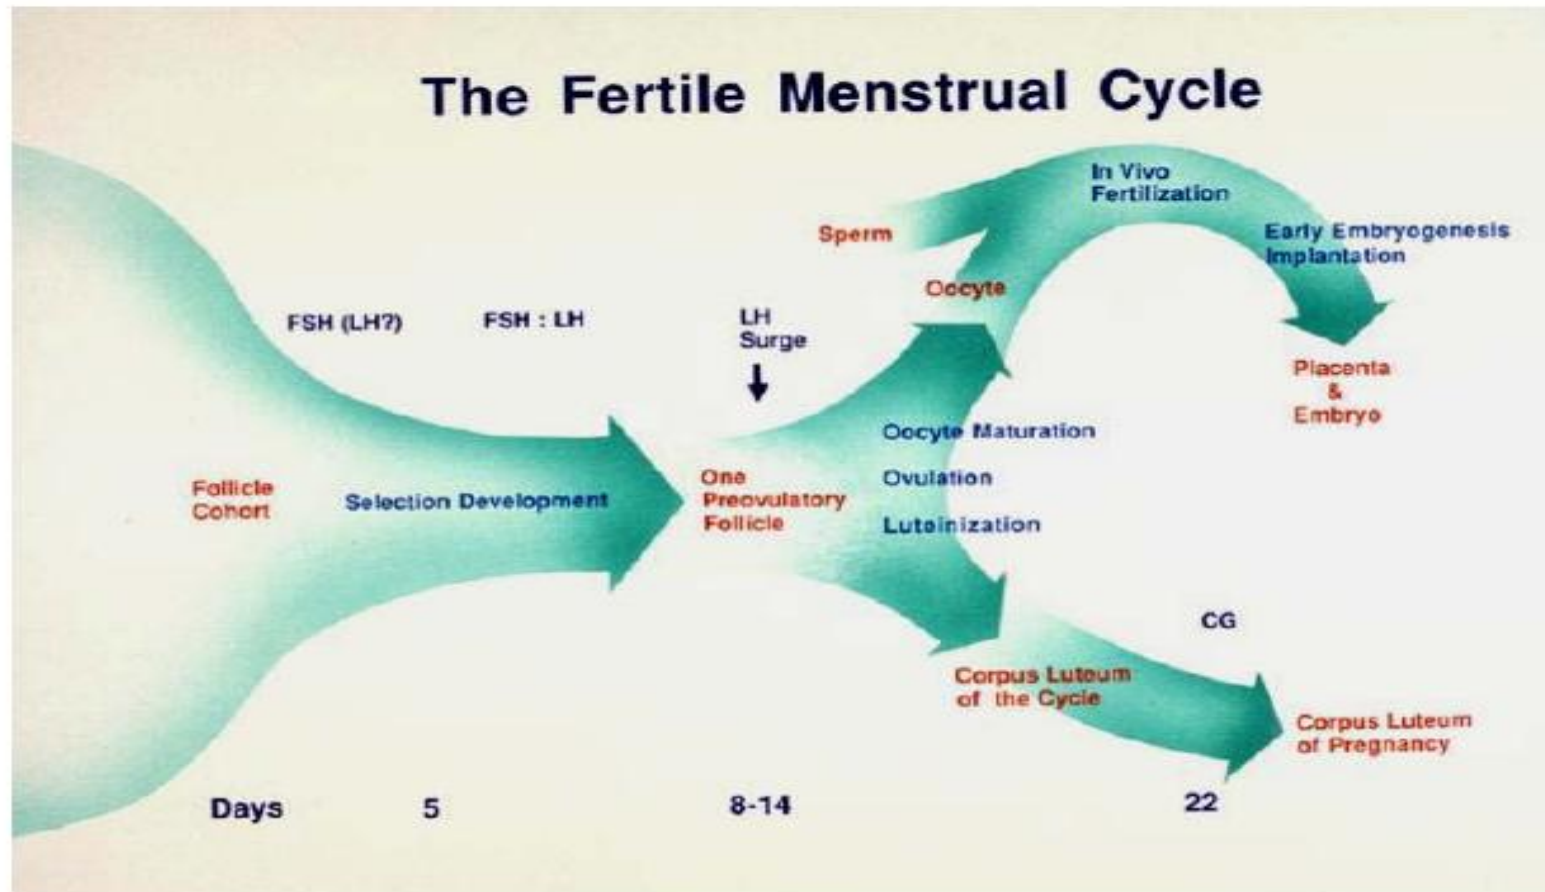 The Fertile Menstrual Cycle
In Vivo
Fertilization
Sperm
Early Embryogenesis
Implantation
Oocyte
FSH (LH?)
FSH : LH
LH
Surge
Placenta
&
Embryo
Oocyte Maturation
Follicle
Cohort
Selection Development
One
Preovulatory
Follicle
Ovulation
Luteinization
CG
Corpus Luteum
of the Cycle
Corpus Luteum
of Pregnancy
Days 5 8-14 22